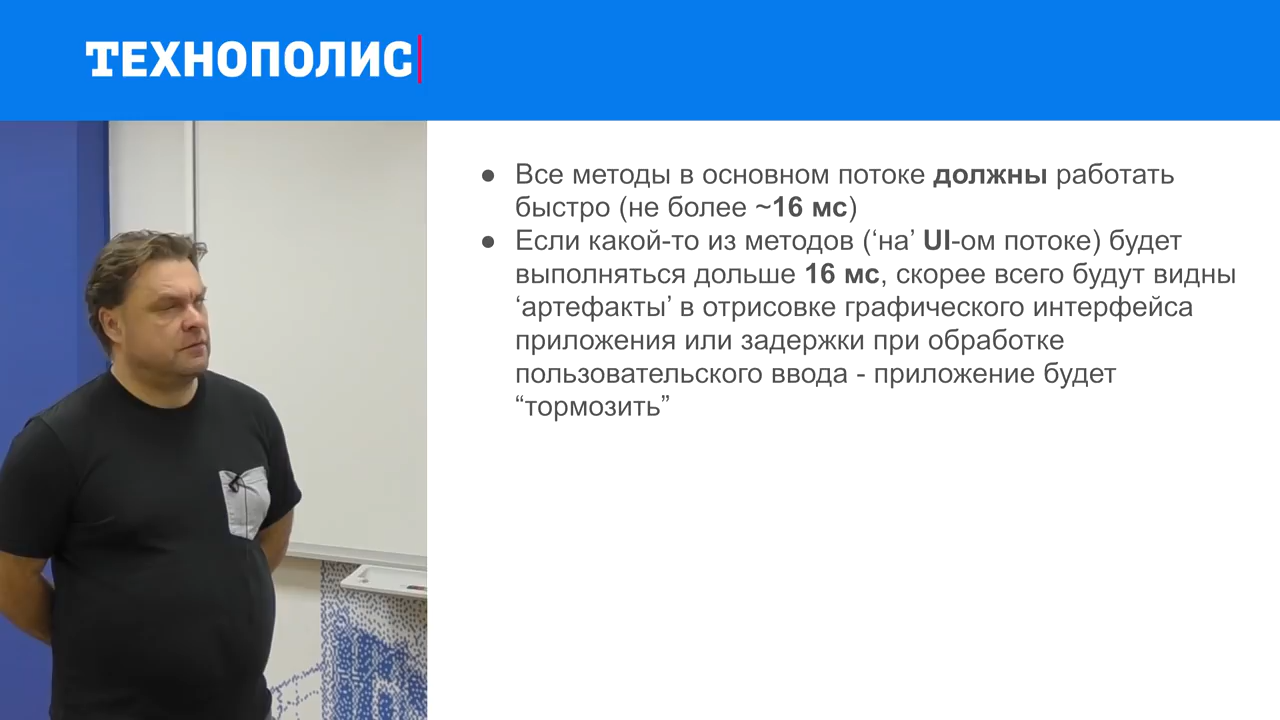 ТЕХНОПОЛИС
● Все методы в основном потоке должны работать
быстро (не более ~16 мс)
● Если какой-то из методов (‘на’ UI-ом потоке) будет
выполняться дольше 16 мс, скорее всего будут видны
‘артефакты’ в отрисовке графического интерфейса
приложения или задержки при обработке
пользовательского ввода - приложение будет
“тормозить”